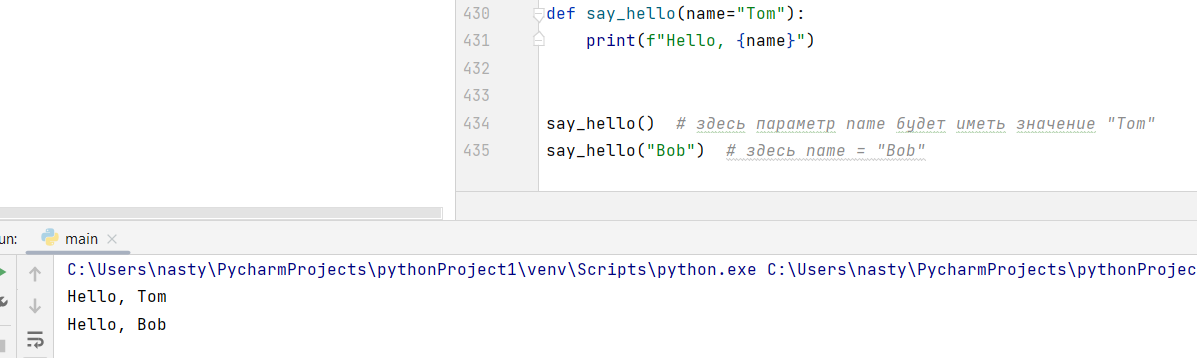 430 def say_hello(name="Tom"):
431 print(f"Hello, {name}")
432
433
434 say_hello()  # здесь параметр name будет иметь значение "Tom"
435 say_hello("Bob")  # здесь name = "Bob"
un: main
C:\Users\nasty\PycharmProjects\pythonProject1\venv\Scripts\python.exe C:\Users\nasty\PycharmProjects\pythonProjec
Hello, Tom
Hello, Bob